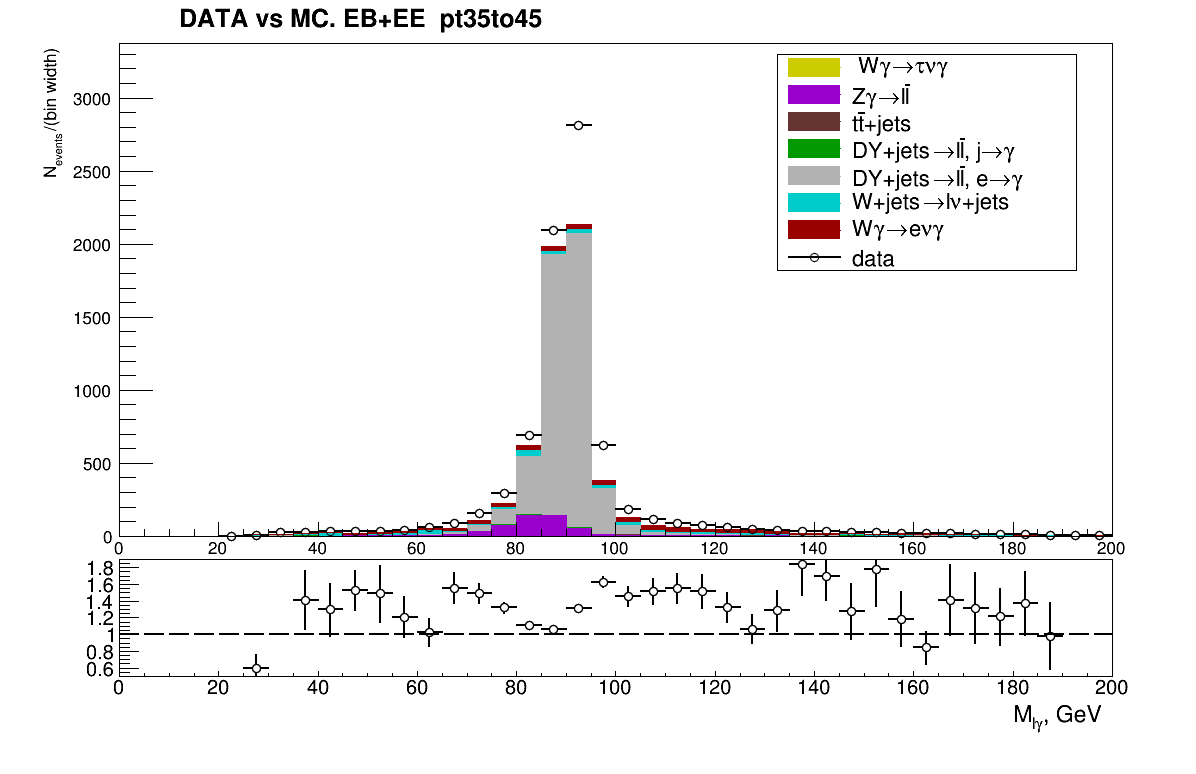 DATA vs MC. EB+EE pt35to45
N events /(bin width)
3000
2500
2000
1500
1000
500
0
Wγ→τνγ
Zγ→ll̄
tt̄+jets
DY+jets→ll̄, j→γ
DY+jets→ll̄, e→γ
W+jets→lν+jets
Wγ→eνγ
data
0 20 40 60 80 100 120 140 160 180 200
1.8
1.6
1.4
1.2
1
0.8
0.6
0 20 40 60 80 100 120 140 160 180 200
M lγ, GeV